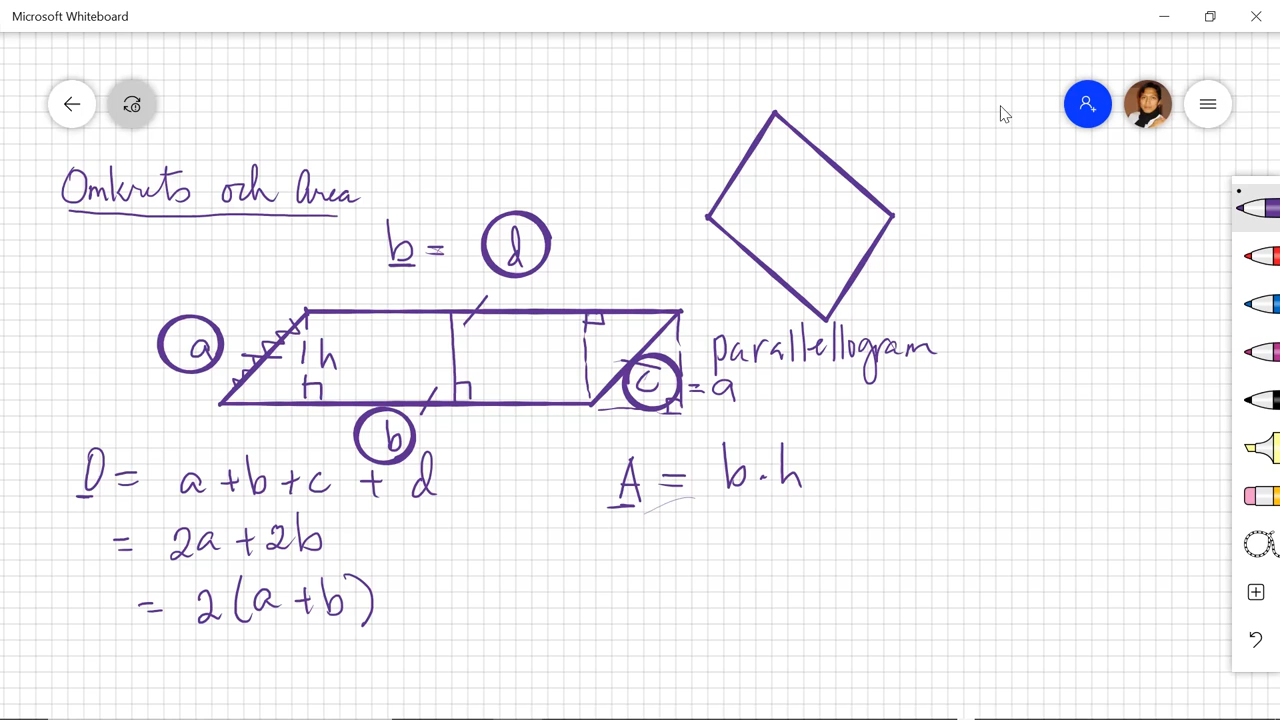 Microsoft Whiteboard
Omkrets och Area
b = d
a
h
c = a
parallellogram
b
O = a + b + c + d
= 2a + 2b
= 2(a + b)
A = b · h